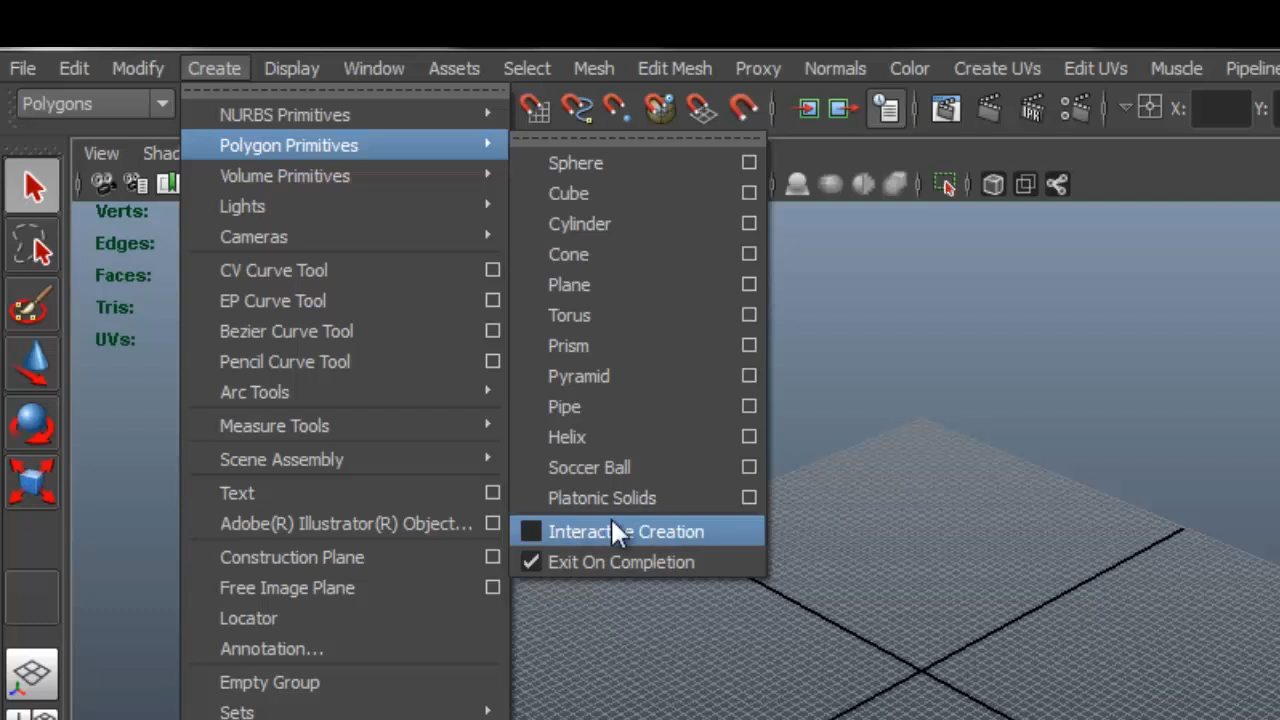 File Edit Modify Create Display Window Assets Select Mesh Edit Mesh Proxy Normals Color Create UVs Edit UVs Muscle Pipeline
Polygons
IPR
X:
Y:
View Shad
Verts:
Edges:
Faces:
Tris:
UVs:
NURBS Primitives
Polygon Primitives
Volume Primitives
Lights
Cameras
CV Curve Tool
EP Curve Tool
Bezier Curve Tool
Pencil Curve Tool
Arc Tools
Measure Tools
Scene Assembly
Text
Adobe(R) Illustrator(R) Object...
Construction Plane
Free Image Plane
Locator
Annotation...
Empty Group
Sets
Sphere
Cube
Cylinder
Cone
Plane
Torus
Prism
Pyramid
Pipe
Helix
Soccer Ball
Platonic Solids
Interactive Creation
Exit On Completion